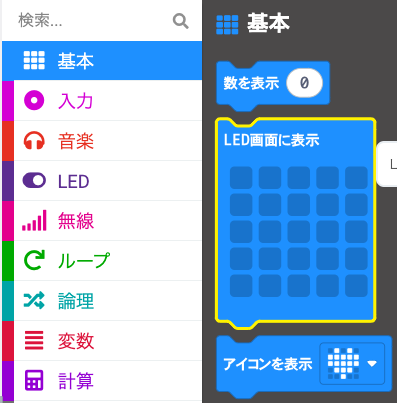 検索...
基本
入力
音楽
LED
無線
ループ
論理
変数
計算
基本
数を表示 0
LED画面に表示
L
アイコンを表示